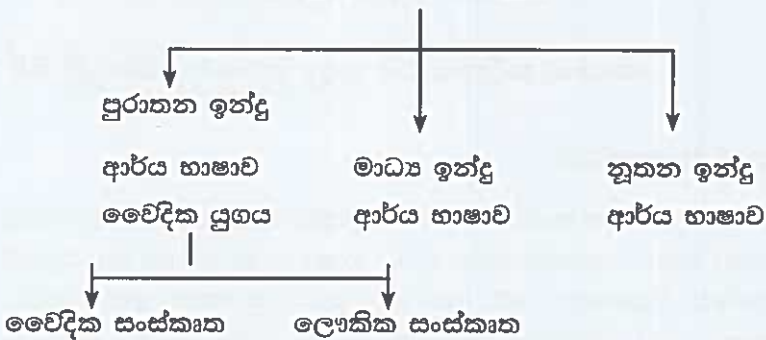 පුරාතන ඉන්දු
ආර්ය භාෂාව
වෛදික යුගය
මාධ්‍ය ඉන්දු
ආර්ය භාෂාව
නූතන ඉන්දු
ආර්ය භාෂාව
වෛදික සංස්කෘත
ලෞකික සංස්කෘත